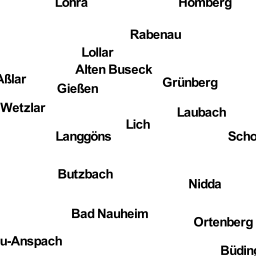 Lohra
Homberg
Rabenau
Lollar
Alten Buseck
Aßlar
Grünberg
Gießen
Wetzlar
Laubach
Lich
Langgöns
Scho
Butzbach
Nidda
Bad Nauheim
Ortenberg
u-Anspach
Büding